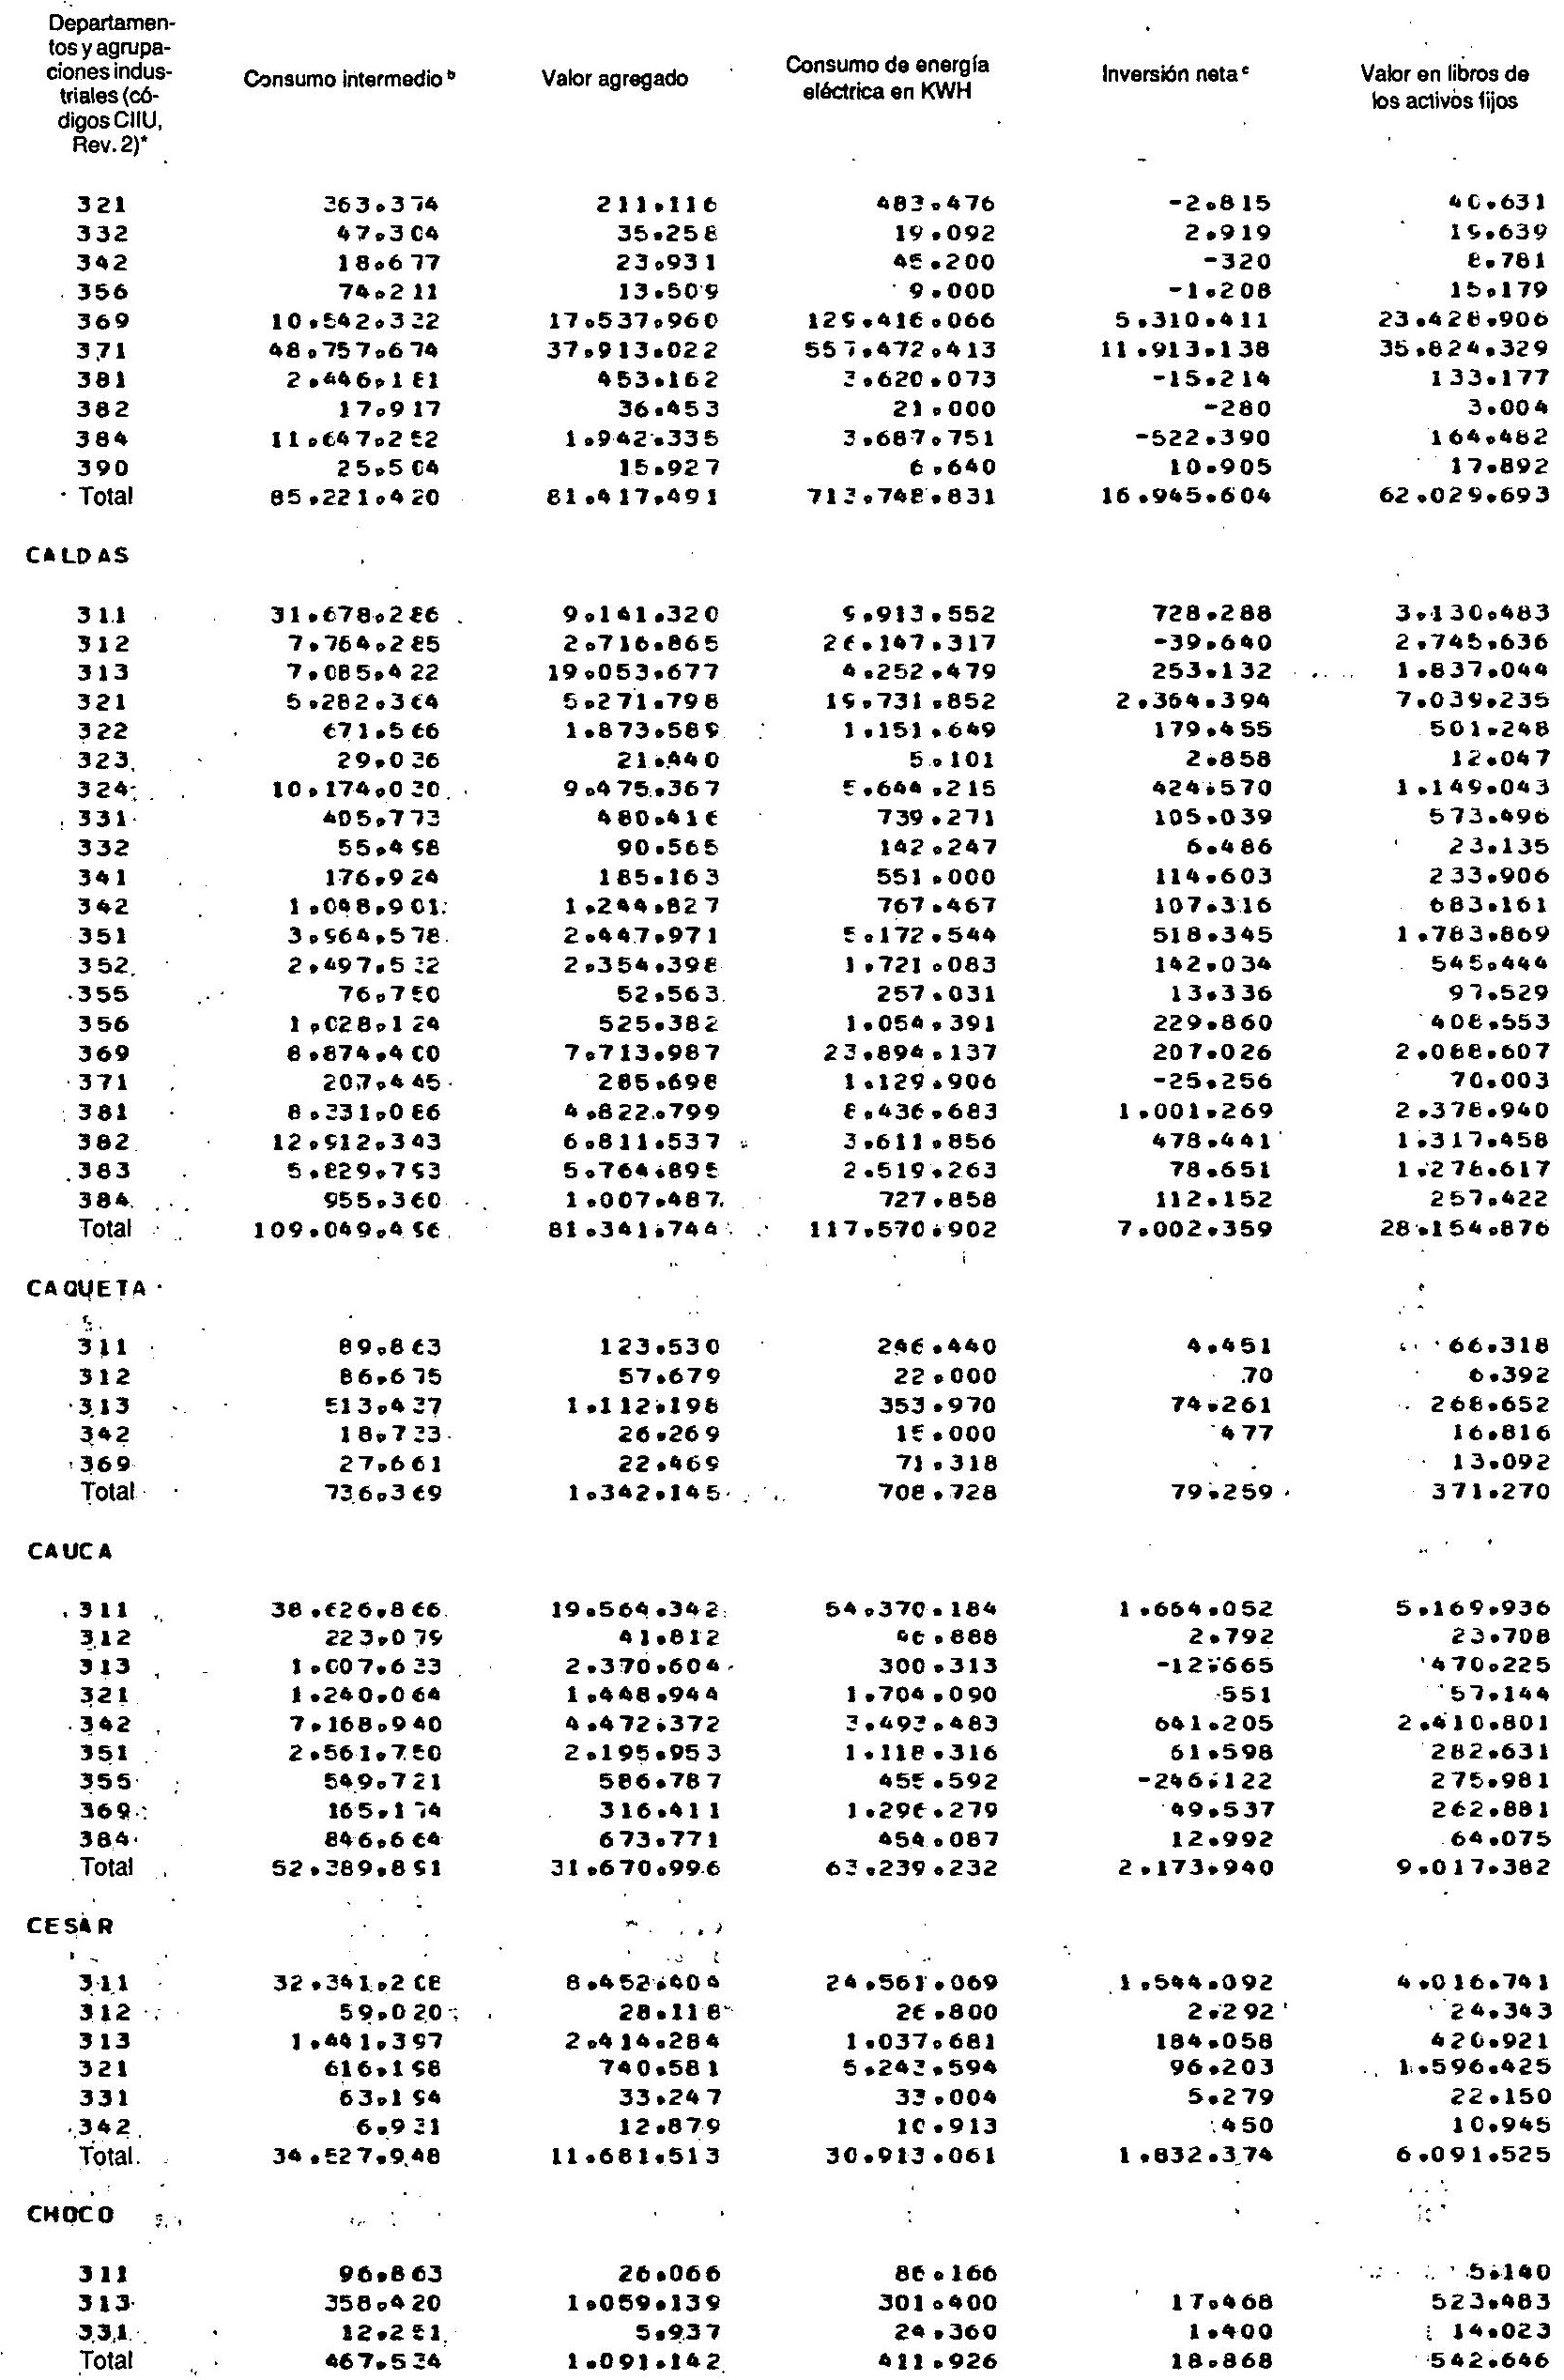 Departamen-
tos y agrupa-
ciones indus-
triales (có-
digos CIIU,
Rev. 2)*
Consumo intermedio b
Valor agregado
Consumo de energía
eléctrica en KWH
Inversión neta c
Valor en libros de
los activos fijos
321 363.374 211.116 483.476 -2.815 40.631
332 47.304 35.258 19.092 2.919 19.639
342 18.677 23.931 45.200 -320 8.781
356 74.211 13.509 9.000 -1.208 15.179
369 10.542.332 17.537.960 129.416.066 5.310.411 23.428.906
371 48.757.674 37.913.022 557.472.413 11.913.138 35.824.329
381 2.446.181 453.162 3.620.073 -15.214 133.177
382 17.917 36.453 21.000 -280 3.004
384 11.647.252 1.942.335 3.687.751 -522.390 164.482
390 25.504 15.927 6.640 10.905 17.892
Total 85.221.420 81.417.491 713.748.831 16.945.604 62.029.693
CALDAS
311 31.678.286 9.141.320 9.913.552 728.288 3.130.483
312 7.764.285 2.716.865 26.147.317 -39.640 2.745.636
313 7.085.422 19.053.677 4.252.479 253.132 1.837.044
321 5.282.364 5.271.798 19.731.852 2.364.394 7.039.235
322 671.566 1.873.589 1.151.649 179.455 501.248
323 29.036 21.440 5.101 2.858 12.047
324 10.174.030 9.475.367 5.644.215 424.570 1.149.043
331 405.773 480.416 739.271 105.039 573.496
332 55.498 90.565 142.247 6.486 23.135
341 176.924 185.163 551.000 114.603 233.906
342 1.048.901 1.244.827 767.467 107.316 683.161
351 3.964.578 2.447.971 5.172.544 518.345 1.783.869
352 2.497.532 2.354.398 1.721.083 142.034 545.444
355 76.750 52.563 257.031 13.336 97.529
356 1.028.124 525.382 1.054.391 229.860 408.553
369 8.874.400 7.713.987 23.894.137 207.026 2.088.607
371 207.445 285.698 1.129.906 -25.256 70.003
381 8.331.086 4.822.799 8.436.683 1.001.269 2.378.940
382 12.912.343 6.811.537 3.611.856 478.441 1.317.458
383 5.829.793 5.764.895 2.519.263 78.651 1.276.617
384 955.360 1.007.487 727.858 112.152 257.422
Total 109.049.496 81.341.744 117.570.902 7.002.359 28.154.876
CAQUETA
311 89.863 123.530 246.440 4.451 66.318
312 86.675 57.679 22.000 70 6.392
313 513.437 1.112.198 353.970 74.261 268.652
342 18.733 26.269 15.000 477 16.816
369 27.661 22.469 71.318 13.092
Total 736.369 1.342.145 708.728 79.259 371.270
CAUCA
311 38.626.866 19.564.342 54.370.184 1.664.052 5.169.936
312 223.079 41.812 46.888 2.792 23.708
313 1.007.633 2.370.604 300.313 -12.665 470.225
321 1.240.064 1.448.944 1.704.090 551 57.144
342 7.168.940 4.472.372 3.493.483 641.205 2.410.801
351 2.561.750 2.195.953 1.118.316 61.598 282.631
355 549.721 586.787 455.592 -246.122 275.981
369 165.174 316.411 1.296.279 49.537 262.881
384 846.664 673.771 454.087 12.992 64.075
Total 52.389.891 31.670.996 63.239.232 2.173.940 9.017.382
CESAR
311 32.341.208 8.452.404 24.561.069 1.544.092 4.016.741
312 59.020 28.118 26.800 2.292 24.343
313 1.441.397 2.414.284 1.037.681 184.058 420.921
321 616.198 740.581 5.243.594 96.203 1.596.425
331 63.194 33.247 33.004 5.279 22.150
342 6.931 12.879 10.913 450 10.945
Total 34.527.948 11.681.513 30.913.061 1.832.374 6.091.525
CHOCO
311 96.863 26.066 86.166 5.140
313 358.420 1.059.139 301.400 17.468 523.483
331 12.251 5.937 24.360 1.400 14.023
Total 467.534 1.091.142 411.926 18.868 542.646